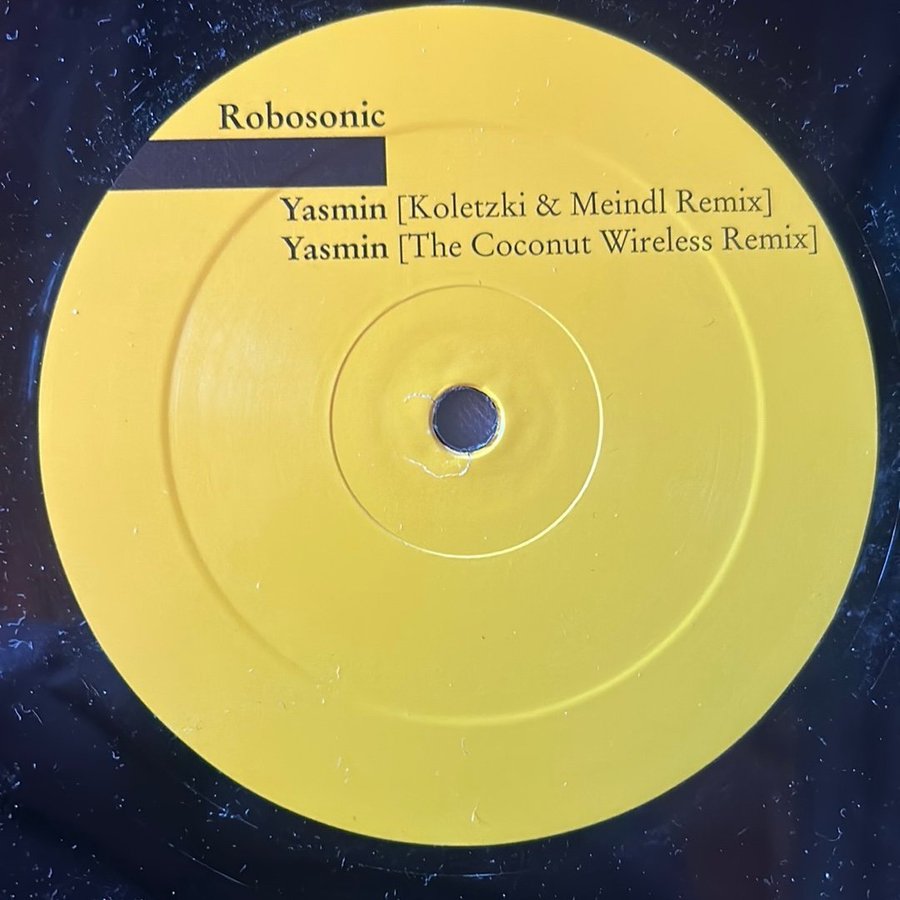 Robosonic
Yasmin [Koletzki & Meindl Remix]
Yasmin [The Coconut Wireless Remix]